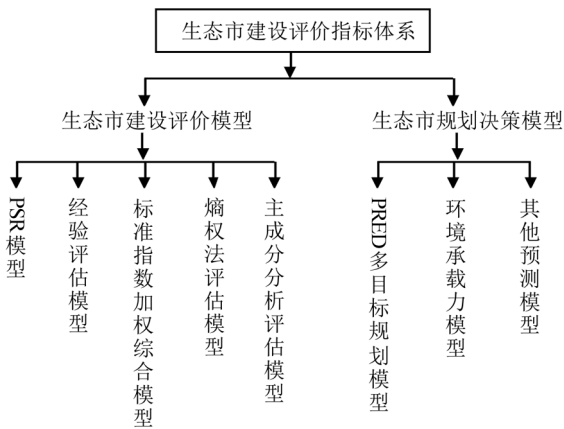 生态市建设评价指标体系
生态市建设评价模型
生态市规划决策模型
PSR模型
经验评估模型
标准指数加权综合模型
熵权法评估模型
主成分分析评估模型
PRED多目标规划模型
环境承载力模型
其他预测模型